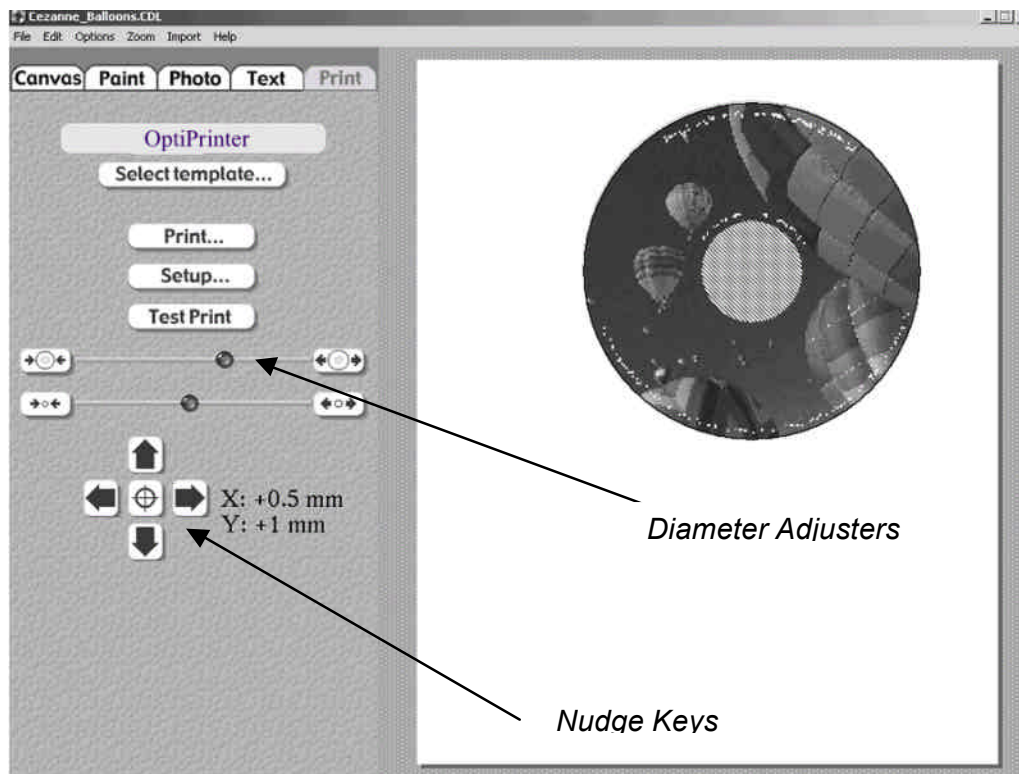 Cezanne_Balloons.CDL
File Edit Options Zoom Import Help
Canvas Paint Photo Text Print
OptiPrinter
Select template...
Print...
Setup...
Test Print
X: +0.5 mm
Y: +1 mm
Diameter Adjusters
Nudge Keys